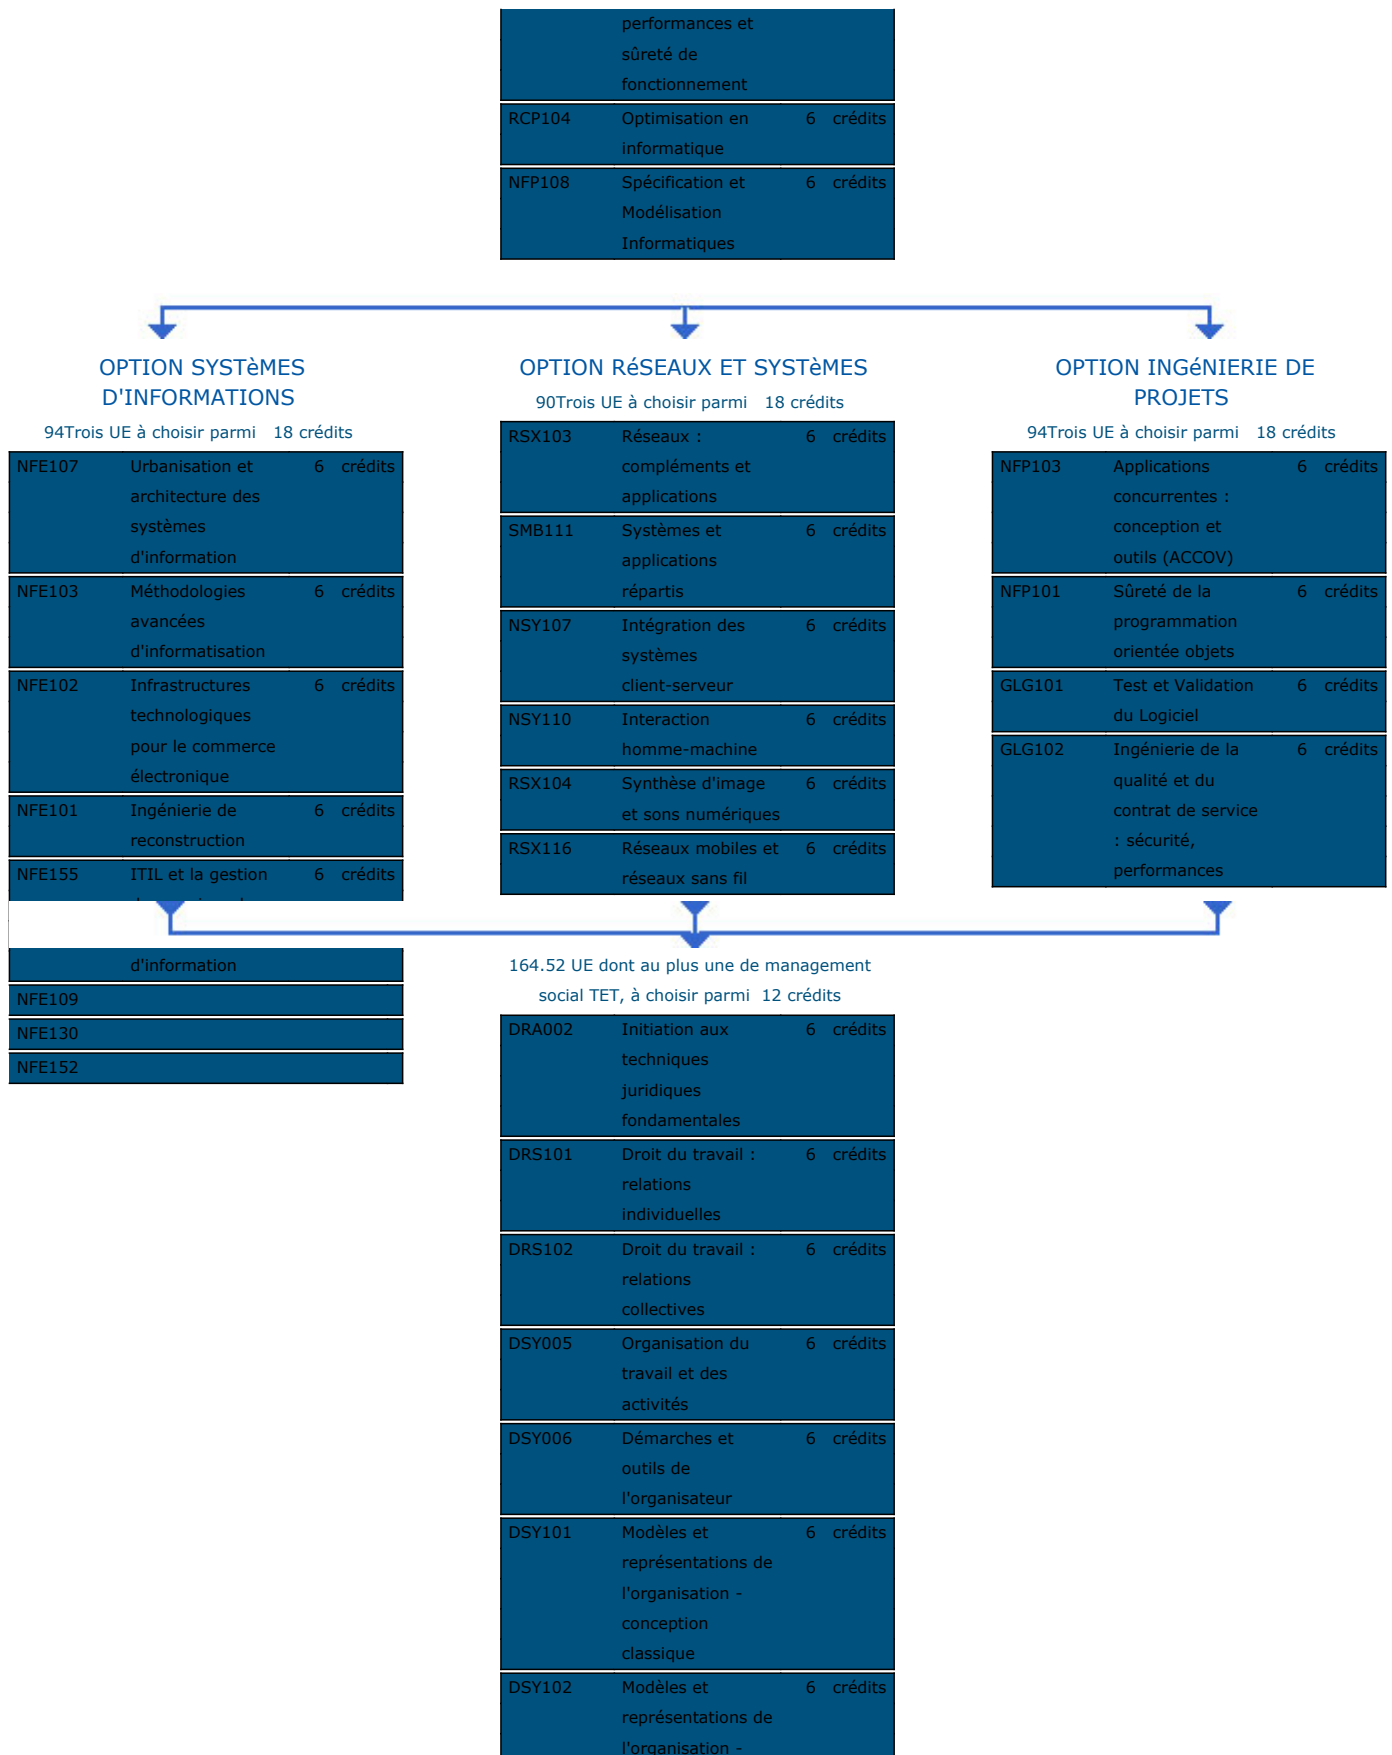 performances et
sûreté de
fonctionnement
RCP104 Optimisation en 6 crédits
informatique
NFP108 Spécification et 6 crédits
Modélisation
Informatiques
OPTION SYSTèMES
D'INFORMATIONS
94Trois UE à choisir parmi 18 crédits
NFE107 Urbanisation et 6 crédits
architecture des
systèmes
d'information
NFE103 Méthodologies 6 crédits
avancées
d'informatisation
NFE102 Infrastructures 6 crédits
technologiques
pour le commerce
électronique
NFE101 Ingénierie de 6 crédits
reconstruction
NFE155 ITIL et la gestion 6 crédits
d'information
NFE109
NFE130
NFE152
OPTION RéSEAUX ET SYSTèMES
90Trois UE à choisir parmi 18 crédits
RSX103 Réseaux : 6 crédits
compléments et
applications
SMB111 Systèmes et 6 crédits
applications
répartis
NSY107 Intégration des 6 crédits
systèmes
client-serveur
NSY110 Interaction 6 crédits
homme-machine
RSX104 Synthèse d'image 6 crédits
et sons numériques
RSX116 Réseaux mobiles et 6 crédits
réseaux sans fil
OPTION INGéNIERIE DE
PROJETS
94Trois UE à choisir parmi 18 crédits
NFP103 Applications 6 crédits
concurrentes :
conception et
outils (ACCOV)
NFP101 Sûreté de la 6 crédits
programmation
orientée objets
GLG101 Test et Validation 6 crédits
du Logiciel
GLG102 Ingénierie de la 6 crédits
qualité et du
contrat de service
: sécurité,
performances
164.52 UE dont au plus une de management
social TET, à choisir parmi 12 crédits
DRA002 Initiation aux 6 crédits
techniques
juridiques
fondamentales
DRS101 Droit du travail : 6 crédits
relations
individuelles
DRS102 Droit du travail : 6 crédits
relations
collectives
DSY005 Organisation du 6 crédits
travail et des
activités
DSY006 Démarches et 6 crédits
outils de
l'organisateur
DSY101 Modèles et 6 crédits
représentations de
l'organisation -
conception
classique
DSY102 Modèles et 6 crédits
représentations de
l'organisation -